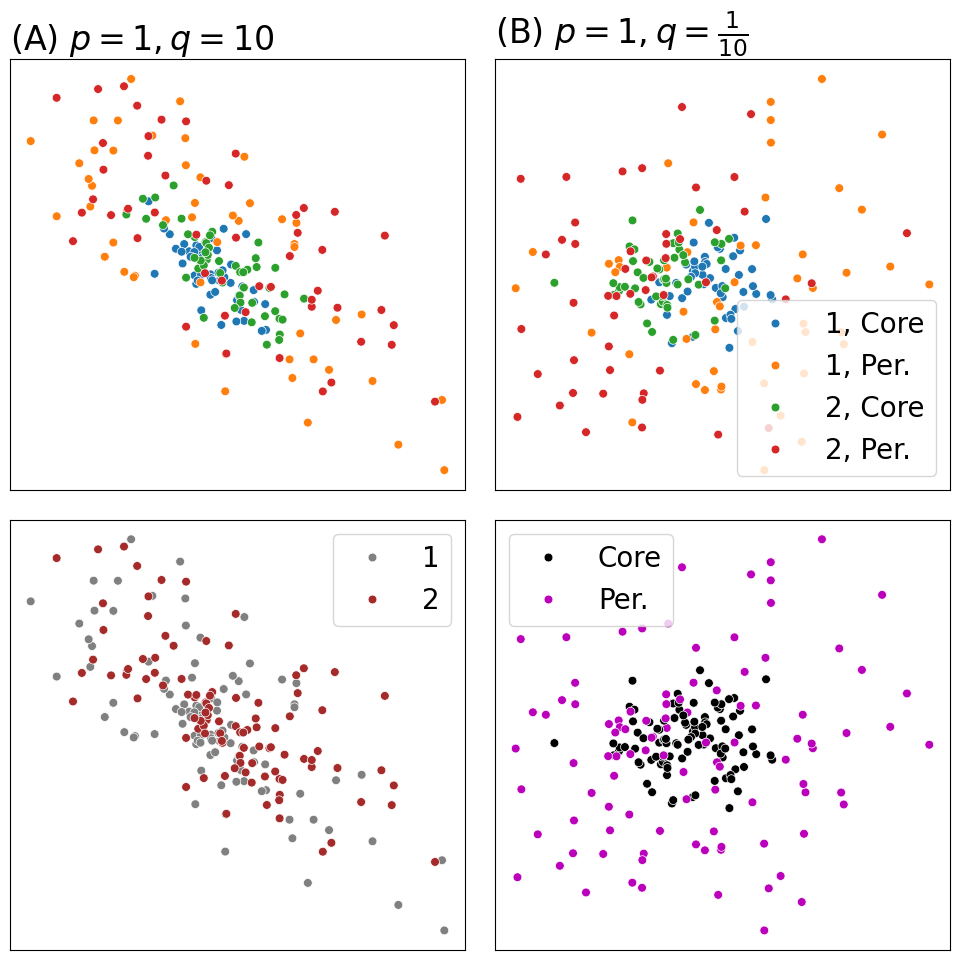 (A) p = 1, q = 10
(B) p = 1, q = 1/10
1, Core
1, Per.
2, Core
2, Per.
1
2
Core
Per.